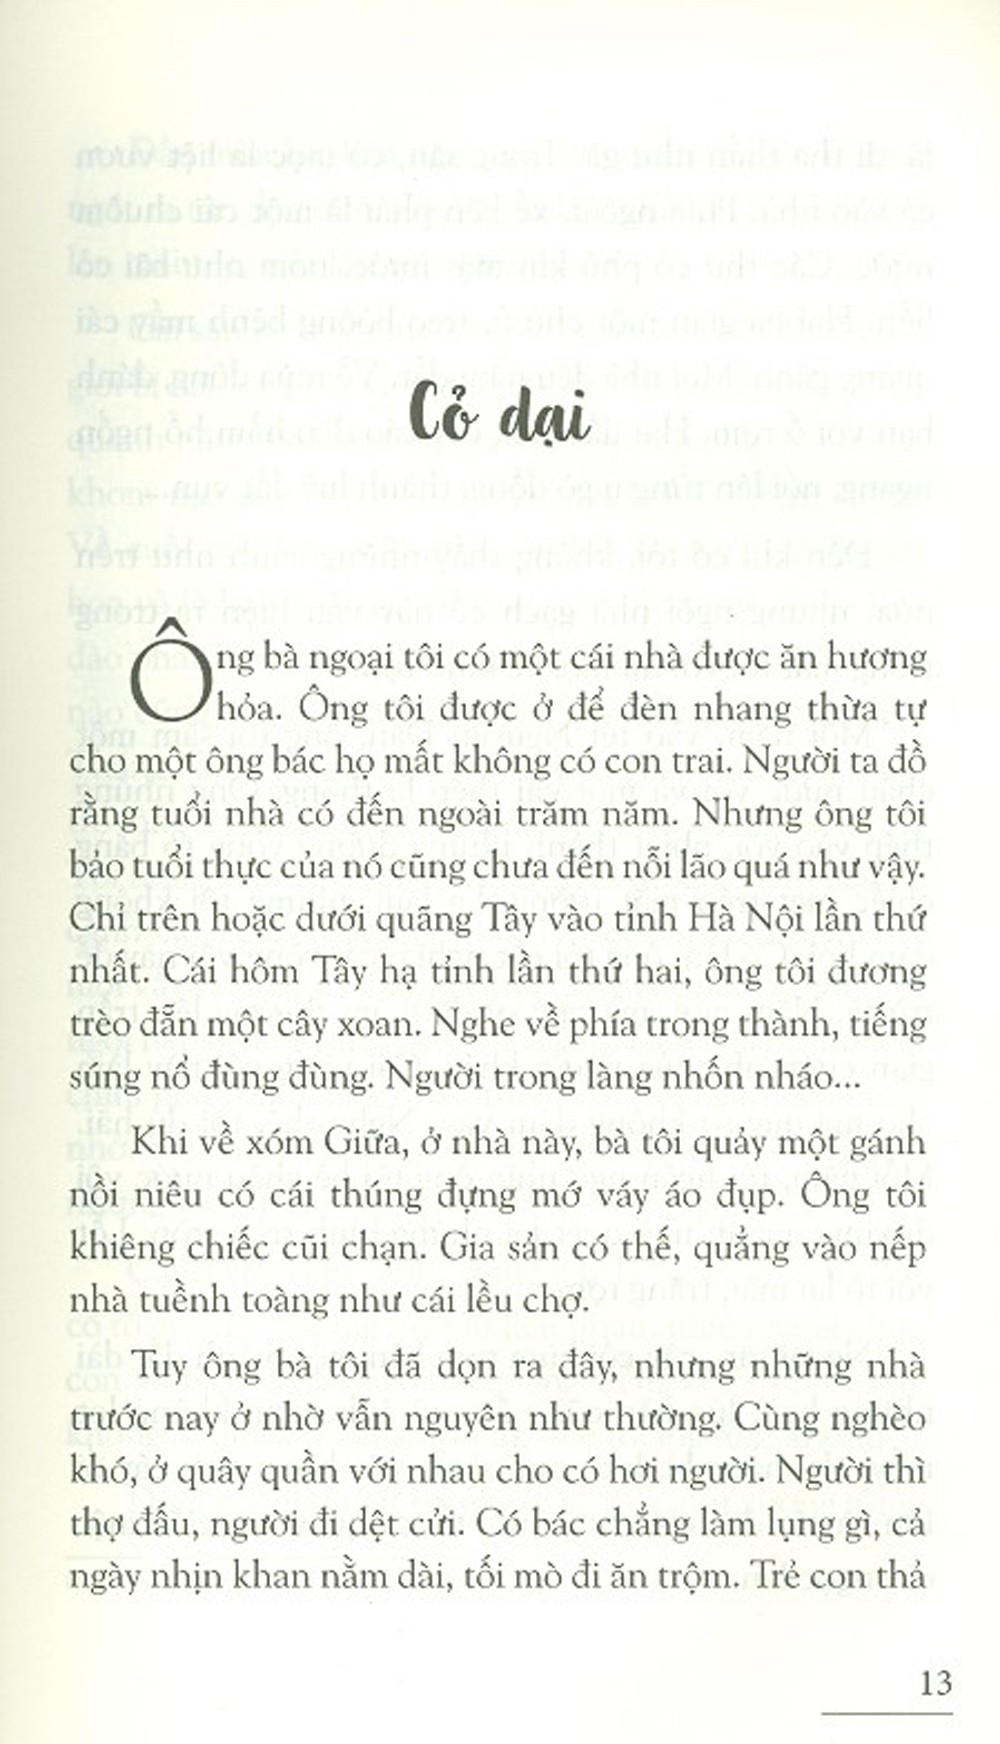 Cỏ dại
Ông bà ngoại tôi có một cái nhà được ăn hương
hỏa. Ông tôi được ở để đèn nhang thừa tự
cho một ông bác họ mất không có con trai. Người ta đồ
rằng tuổi nhà có đến ngoài trăm năm. Nhưng ông tôi
bảo tuổi thực của nó cũng chưa đến nỗi lão quá như vậy.
Chỉ trên hoặc dưới quãng Tây vào tỉnh Hà Nội lần thứ
nhất. Cái hôm Tây hạ tỉnh lần thứ hai, ông tôi đương
trèo đẵn một cây xoan. Nghe về phía trong thành, tiếng
súng nổ đùng đùng. Người trong làng nhốn nháo...
Khi về xóm Giữa, ở nhà này, bà tôi quảy một gánh
nồi niêu có cái thúng đựng mớ váy áo đụp. Ông tôi
khiêng chiếc cũi chạn. Gia sản có thế, quẳng vào nếp
nhà tuềnh toàng như cái lều chợ.
Tuy ông bà tôi đã dọn ra đây, nhưng những nhà
trước nay ở nhờ vẫn nguyên như thường. Cùng nghèo
khó, ở quây quần với nhau cho có hơi người. Người thì
thợ đấu, người đi dệt cửi. Có bác chẳng làm lụng gì, cả
ngày nhịn khan nằm dài, tối mò đi ăn trộm. Trẻ con thả
13